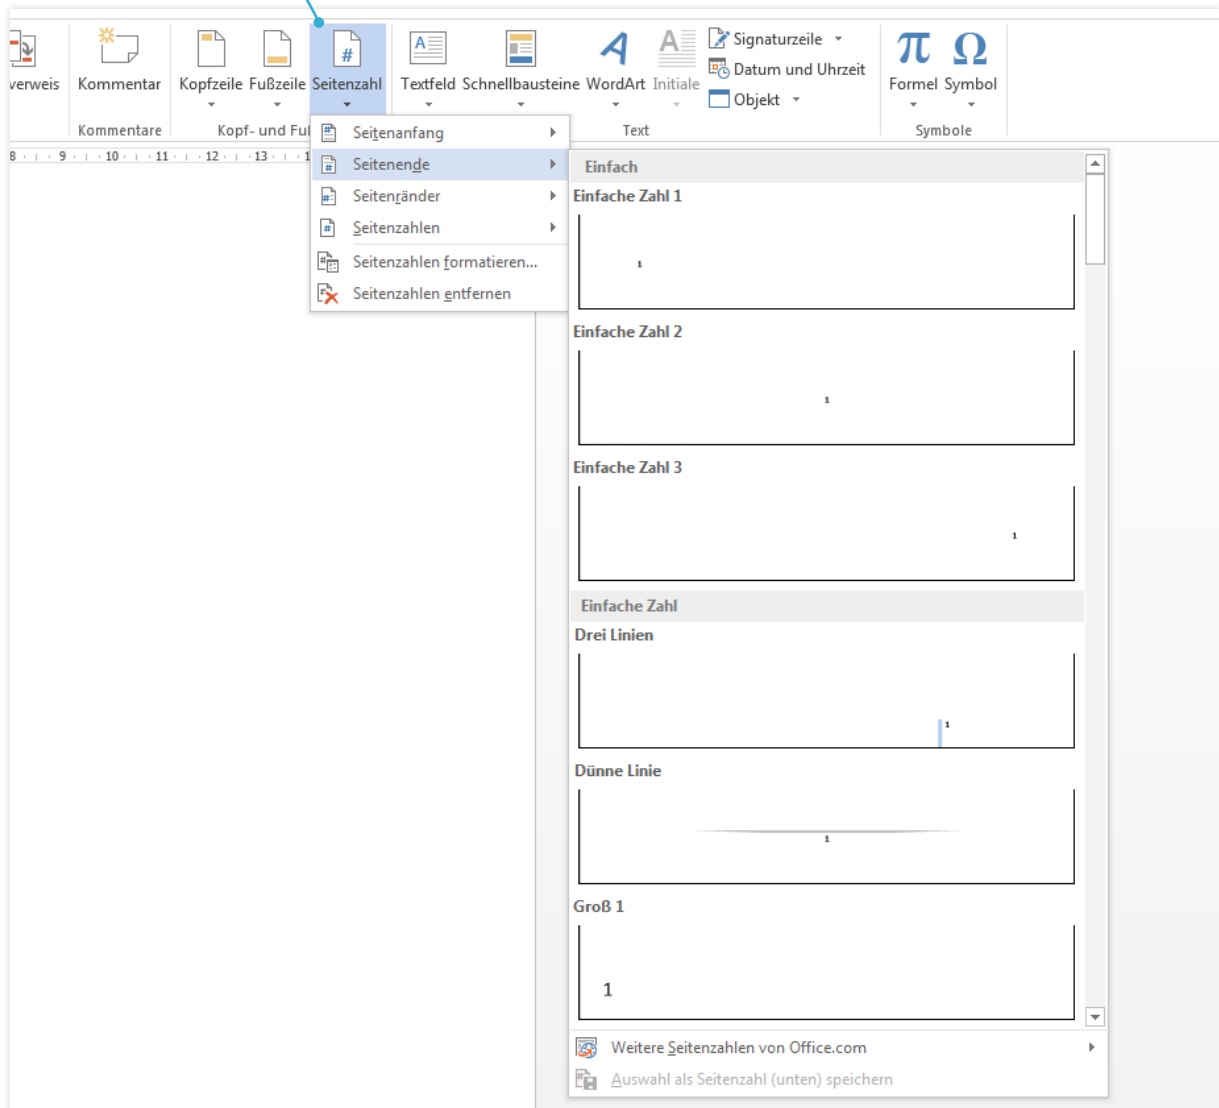 verweis Kommentar Kopfzeile Fußzeile Seitenzahl Textfeld Schnellbausteine WordArt Initiale
Signaturzeile
Datum und Uhrzeit
Objekt
Formel Symbol
Kommentare Kopf- und Fu Text Symbole
8 9 10 11 12 13 1
Seitenanfang
Seitenende
Seitenränder
Seitenzahlen
Seitenzahlen formatieren...
Seitenzahlen entfernen
Einfach
Einfache Zahl 1
1
Einfache Zahl 2
1
Einfache Zahl 3
1
Einfache Zahl
Drei Linien
1
Dünne Linie
1
Groß 1
1
Weitere Seitenzahlen von Office.com
Auswahl als Seitenzahl (unten) speichern